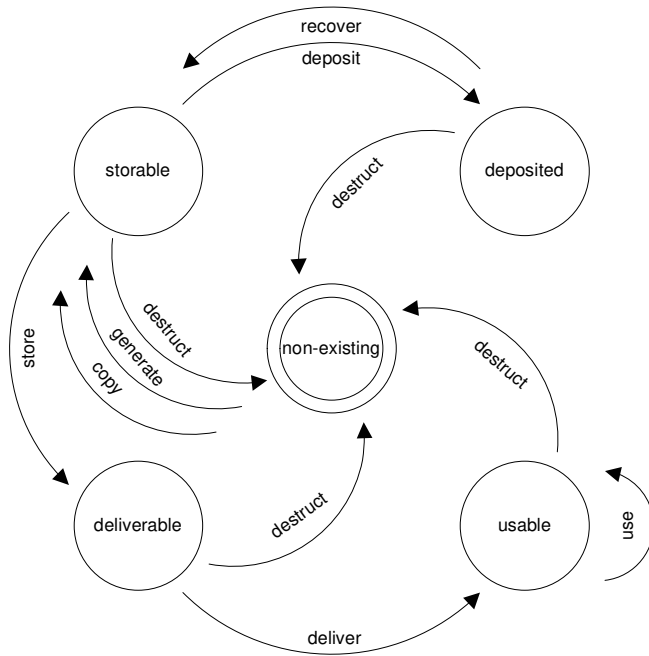 recover
deposit
storable
deposited
destruct
destruct
generate
copy
store
non-existing
destruct
deliverable
destruct
usable
use
deliver